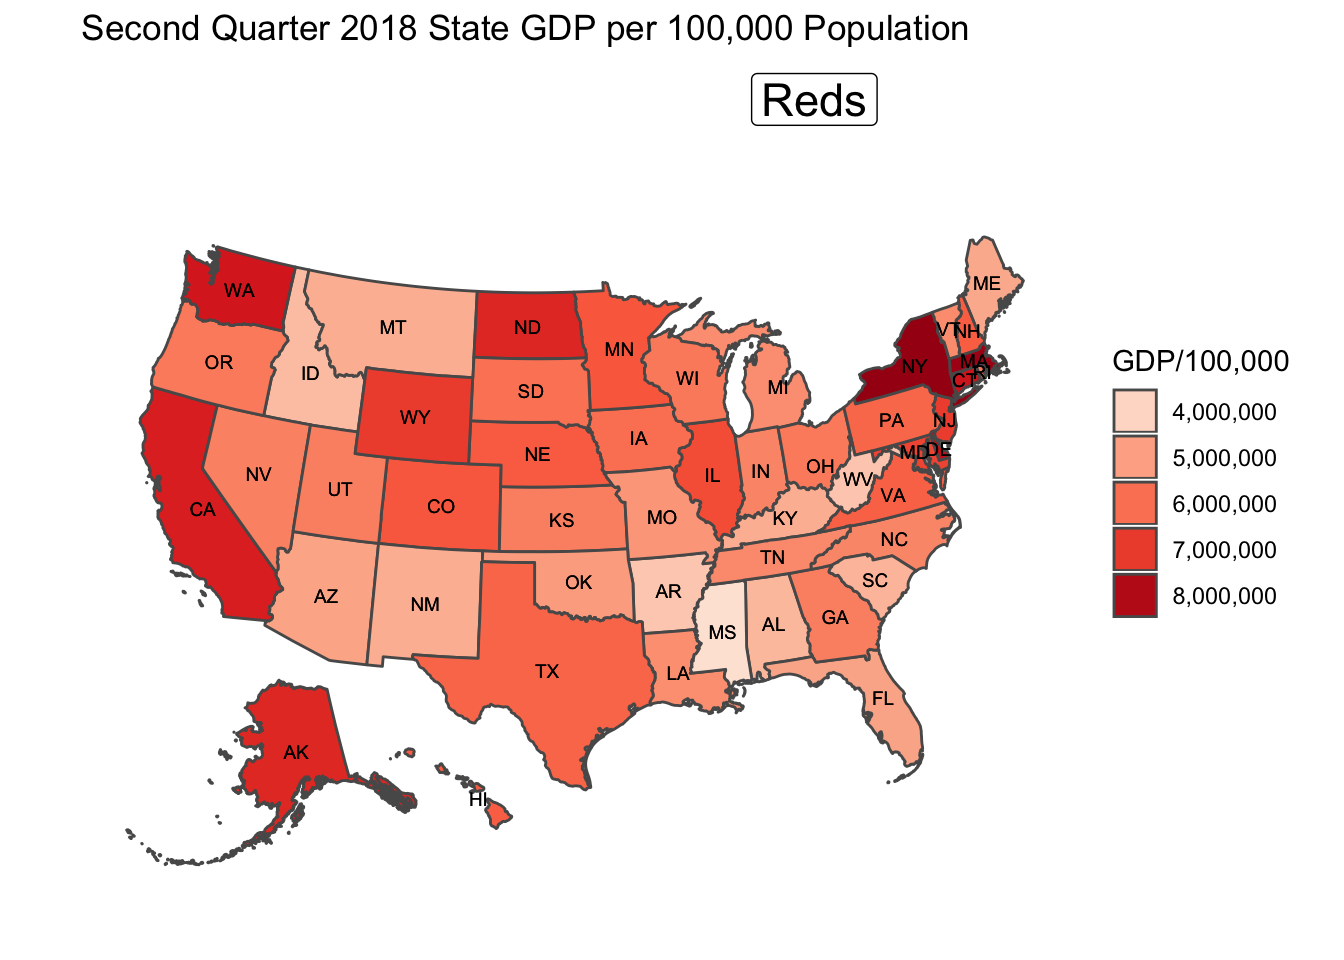 Second Quarter 2018 State GDP per 100,000 Population
Reds
ME
WA
MT
ND
VT
NH
MN
OR
MA
NY
ID
RI
WI
CT
MI
SD
WY
PA
NJ
IA
DE
MD
NE
OH
IN
NV
IL
WV
UT
VA
CO
CA
MO
KY
KS
NC
TN
SC
OK
AR
AZ
NM
GA
AL
MS
TX
LA
FL
AK
HI
GDP/100,000
4,000,000
5,000,000
6,000,000
7,000,000
8,000,000